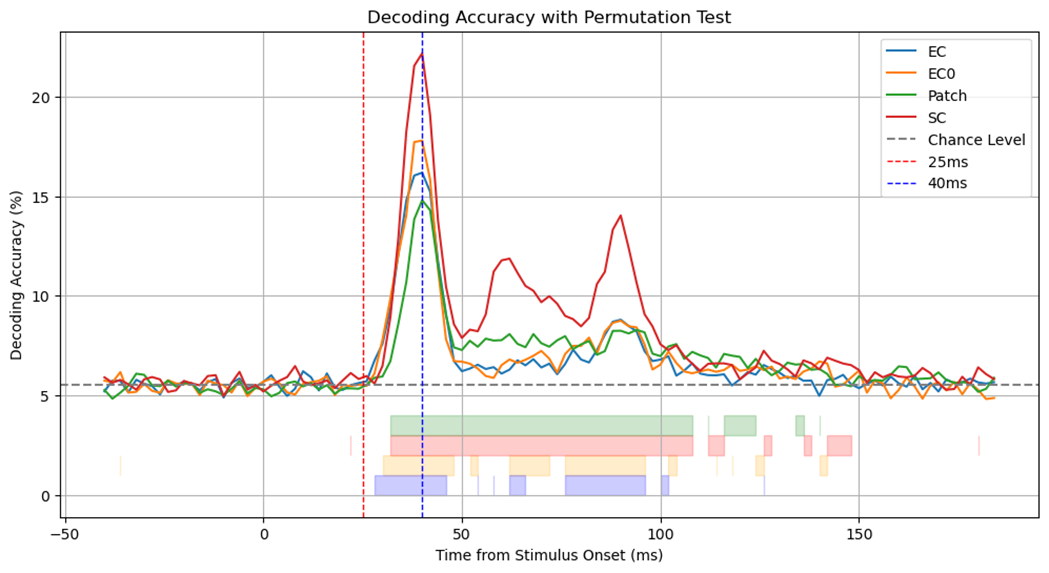 Decoding Accuracy with Permutation Test
EC
EC0
Patch
SC
Chance Level
25ms
40ms
Decoding Accuracy (%)
20
15
10
5
0
−50
0
50
100
150
Time from Stimulus Onset (ms)